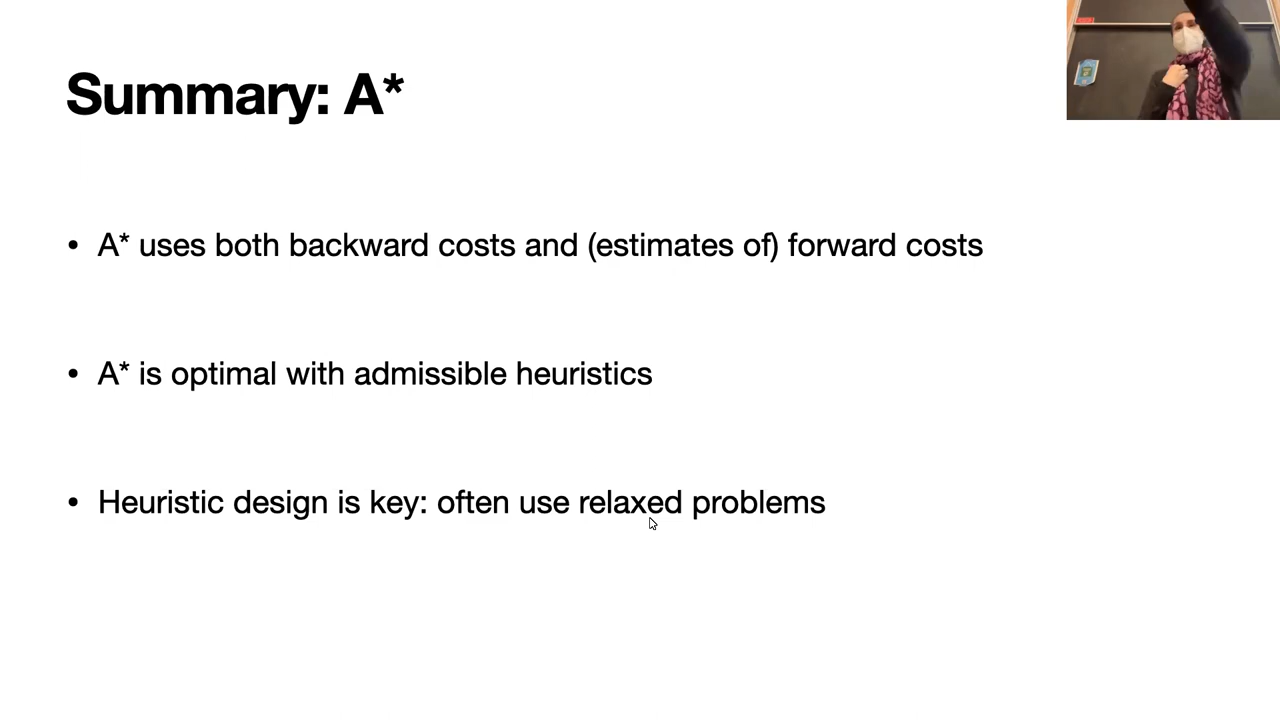 Summary: A*
• A* uses both backward costs and (estimates of) forward costs
• A* is optimal with admissible heuristics
• Heuristic design is key: often use relaxed problems